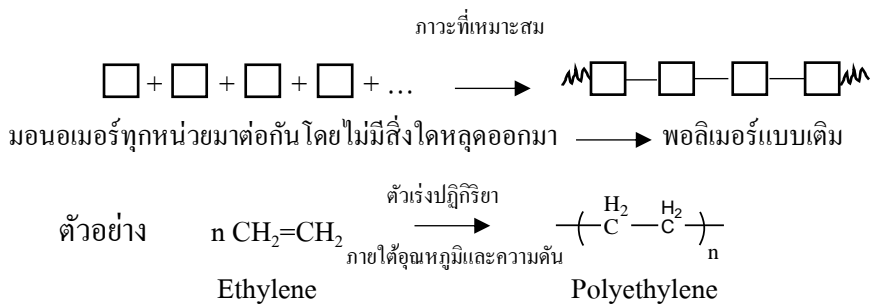 ภาวะที่เหมาะสม
+ + + + ...
มอนอเมอร์ทุกหน่วยมาต่อกันโดยไม่มีสิ่งใดหลุดออกมา พอลิเมอร์แบบเติม
ตัวเร่งปฏิกิริยา
ตัวอย่าง n CH₂=CH₂ —(C H₂—C H₂)—n
ภายใต้อุณหภูมิและความดัน
Ethylene Polyethylene